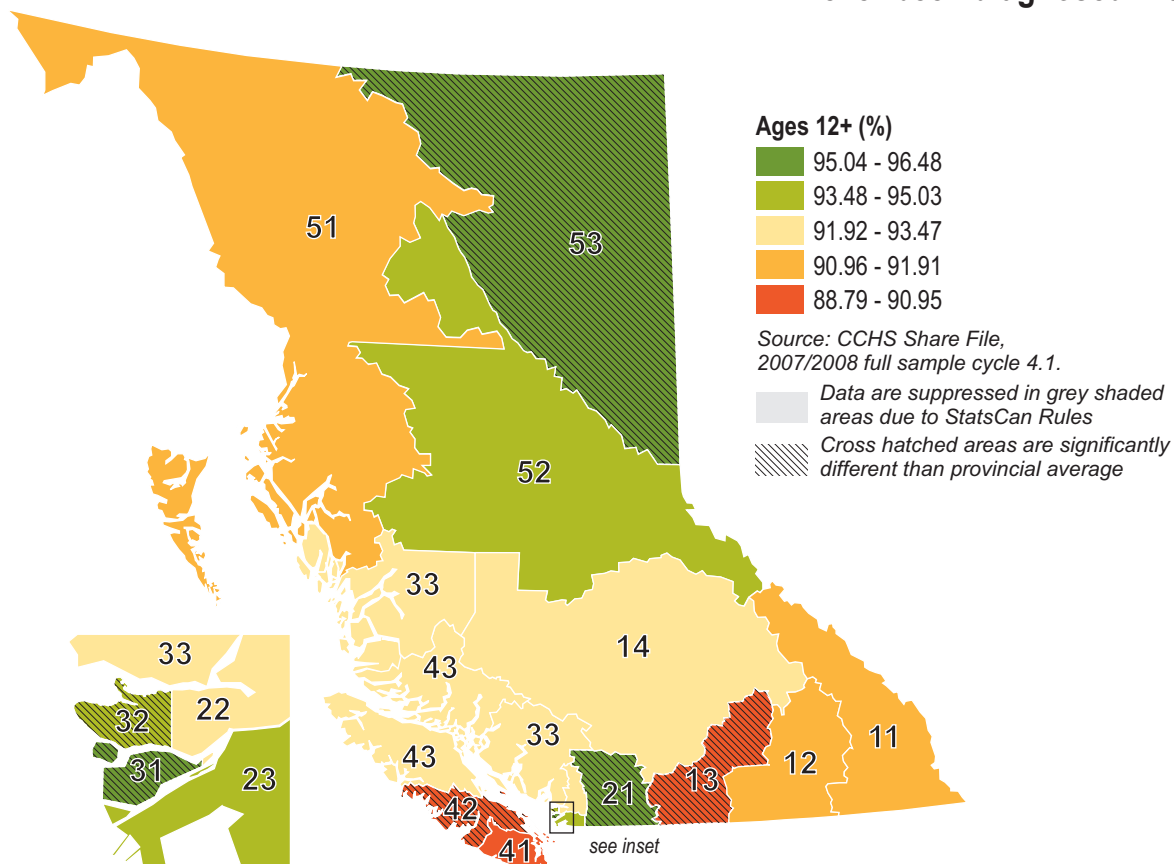 Ages 12+ (%)
95.04 - 96.48
93.48 - 95.03
91.92 - 93.47
90.96 - 91.91
88.79 - 90.95
Source: CCHS Share File,
2007/2008 full sample cycle 4.1.
Data are suppressed in grey shaded
areas due to StatsCan Rules
Cross hatched areas are significantly
different than provincial average
51
53
52
33
14
43
33
43
11
12
13
21
42
41
see inset
33
32
22
31
23